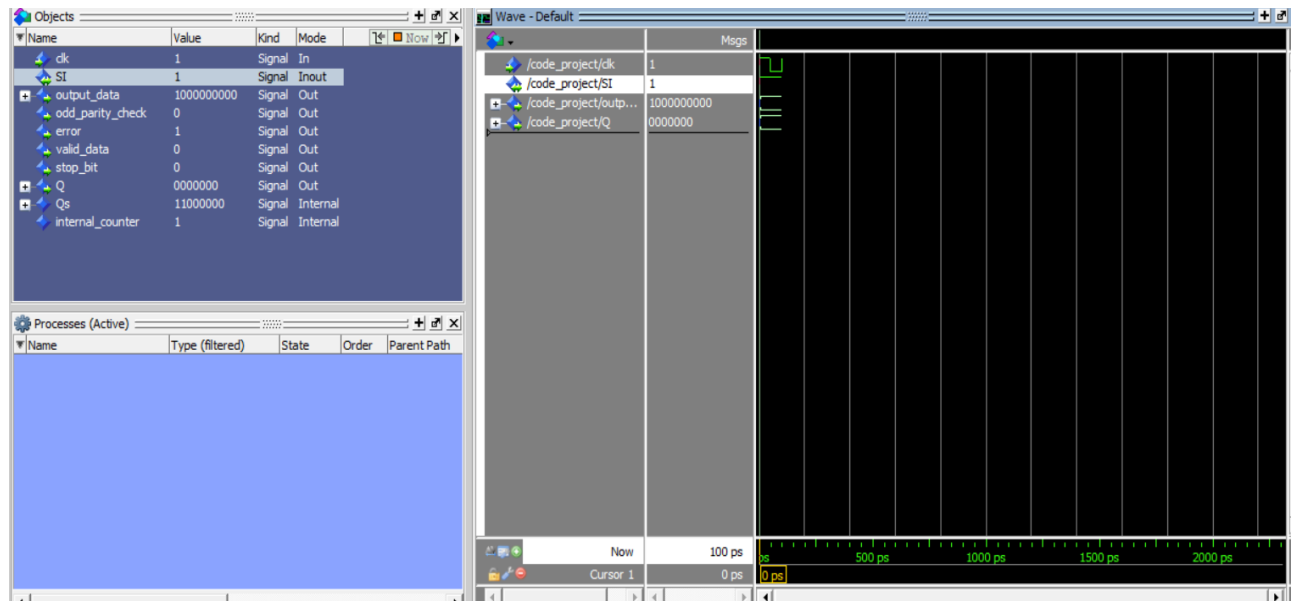 Objects
Name Value Kind Mode Now
clk 1 Signal In
SI 1 Signal Inout
output_data 1000000000 Signal Out
odd_parity_check 0 Signal Out
error 1 Signal Out
valid_data 0 Signal Out
stop_bit 0 Signal Out
Q 0000000 Signal Out
Qs 11000000 Signal Internal
internal_counter 1 Signal Internal
Processes (Active)
Name Type (filtered) State Order Parent Path
Wave - Default
Msgs
/code_project/clk 1
/code_project/SI 1
/code_project/outp... 1000000000
/code_project/Q 0000000
Now 100 ps
ps 500 ps 1000 ps 1500 ps 2000 ps
Cursor 1 0 ps 0 ps